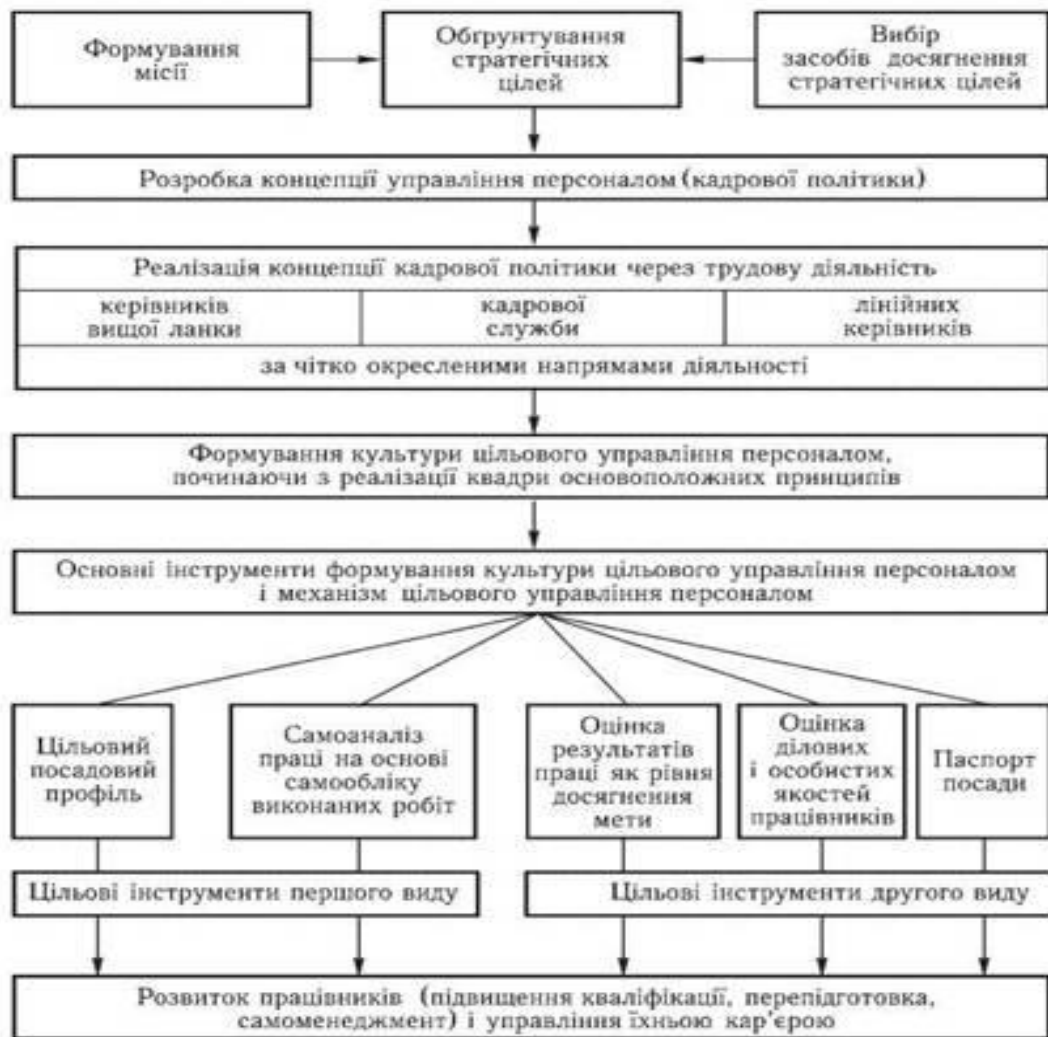 Формування
місії
Обґрунтування
стратегічних
цілей
Вибір
засобів досягнення
стратегічних цілей
Розробка концепції управління персоналом (кадрової політики)
Реалізація концепції кадрової політики через трудову діяльність
керівників
вищої ланки
кадрової
служби
лінійних
керівників
за чітко окресленими напрямами діяльності
Формування культури цільового управління персоналом,
починаючи з реалізації квадри основоположних принципів
Основні інструменти формування культури цільового управління персоналом
і механізм цільового управління персоналом
Цільовий
посадовий
профіль
Самоаналіз
праці на основі
самообліку
виконаних робіт
Оцінка
результатів
праці як рівня
досягнення
мети
Оцінка
ділових
і особистих
якостей
працівників
Паспорт
посади
Цільові інструменти першого виду
Цільові інструменти другого виду
Розвиток працівників (підвищення кваліфікації, перепідготовка,
самоменеджмент) і управління їхньою кар’єрою